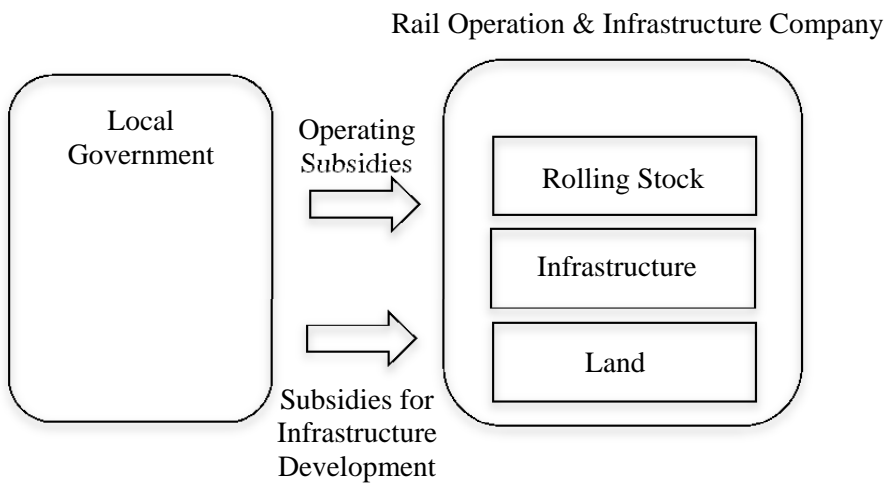 Rail Operation & Infrastructure Company
Local
Government
Operating
Subsidies
Rolling Stock
Infrastructure
Land
Subsidies for
Infrastructure
Development